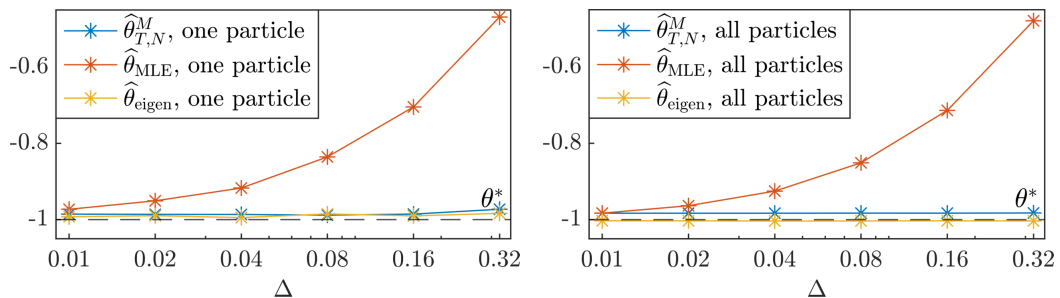 θ̂ᴹ_T,N, one particle
θ̂_MLE, one particle
θ̂_eigen, one particle
-0.6
-0.8
-1
θ*
0.01 0.02 0.04 0.08 0.16 0.32
Δ
θ̂ᴹ_T,N, all particles
θ̂_MLE, all particles
θ̂_eigen, all particles
-0.6
-0.8
-1
θ*
0.01 0.02 0.04 0.08 0.16 0.32
Δ